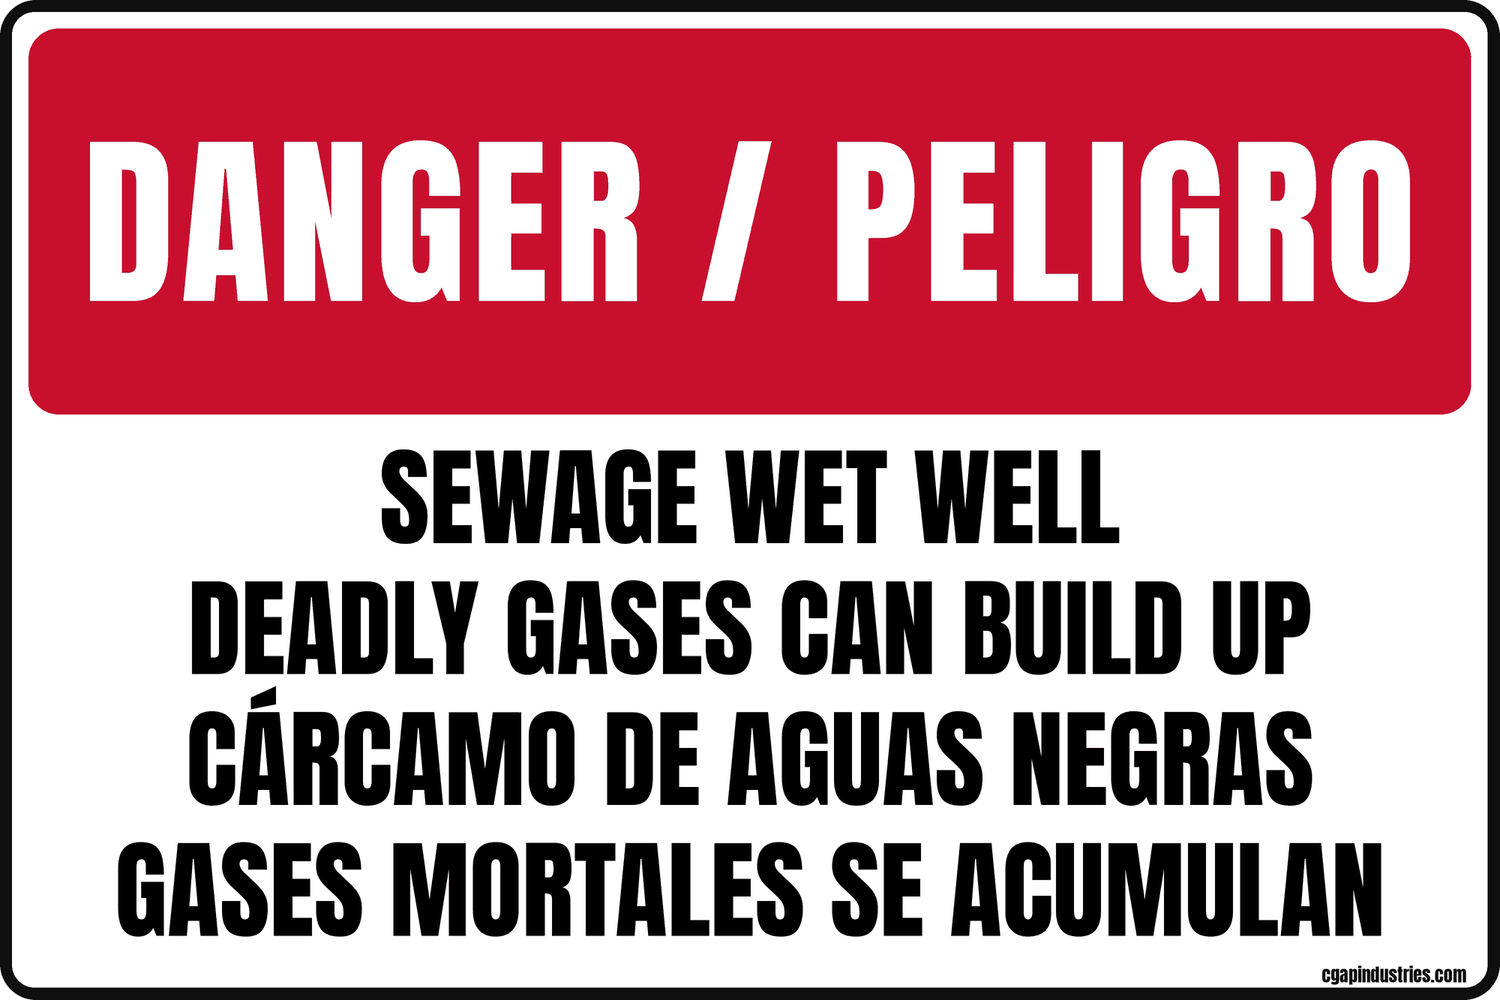 DANGER / PELIGRO
SEWAGE WET WELL
DEADLY GASES CAN BUILD UP
CÁRCAMO DE AGUAS NEGRAS
GASES MORTALES SE ACUMULAN
cgapindustries.com